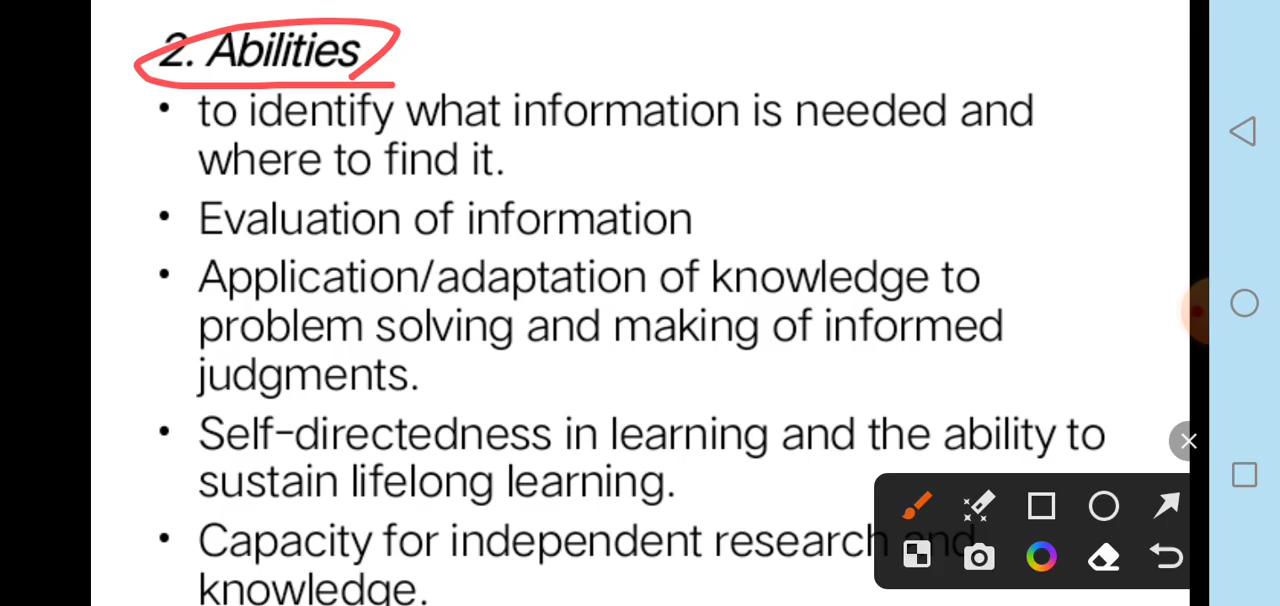 2. Abilities
• to identify what information is needed and
where to find it.
• Evaluation of information
• Application/adaptation of knowledge to
problem solving and making of informed
judgments.
• Self-directedness in learning and the ability to
sustain lifelong learning.
• Capacity for independent research and
knowledge.